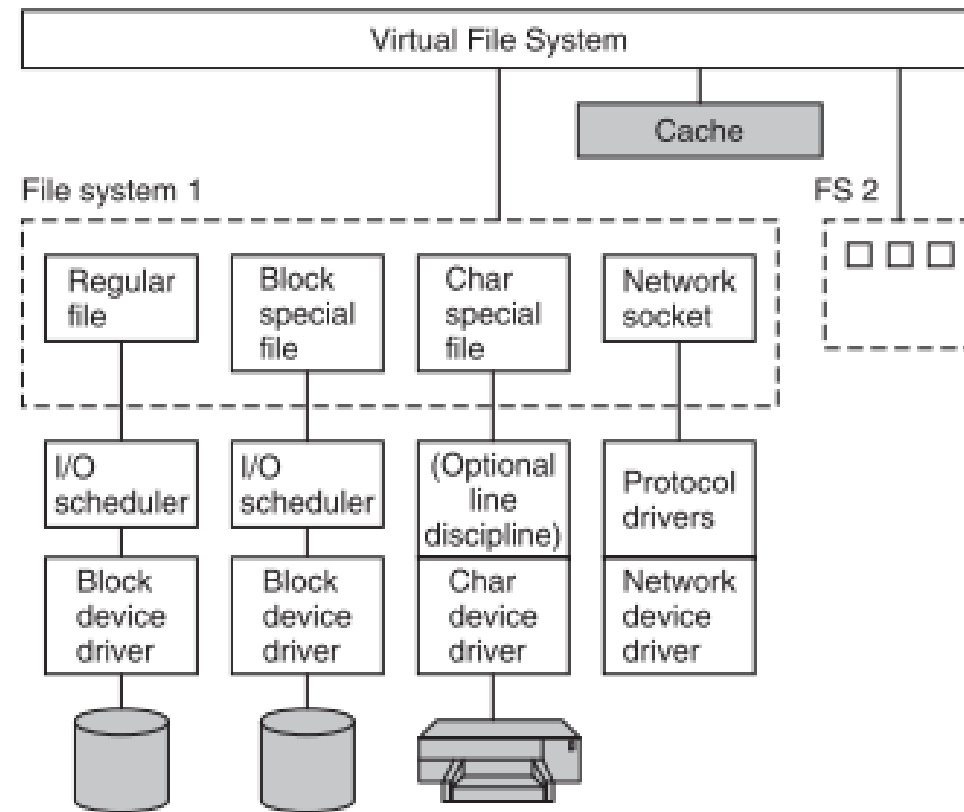 Virtual File System
Cache
File system 1
FS 2
Regular
file
Block
special
file
Char
special
file
Network
socket
I/O
scheduler
I/O
scheduler
(Optional
line
discipline)
Protocol
drivers
Block
device
driver
Block
device
driver
Char
device
driver
Network
device
driver